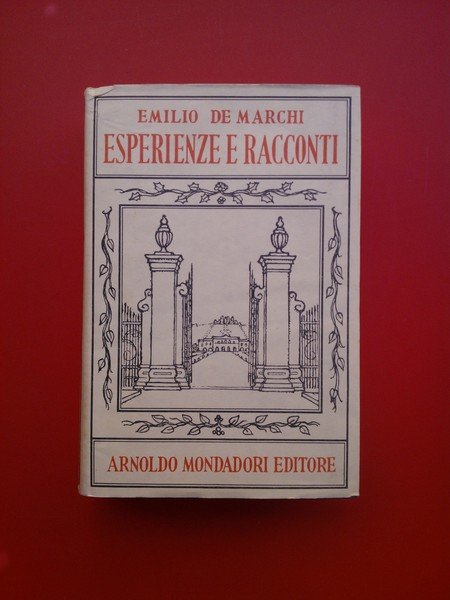 EMILIO DE MARCHI
ESPERIENZE E RACCONTI
ARNOLDO MONDADORI EDITORE